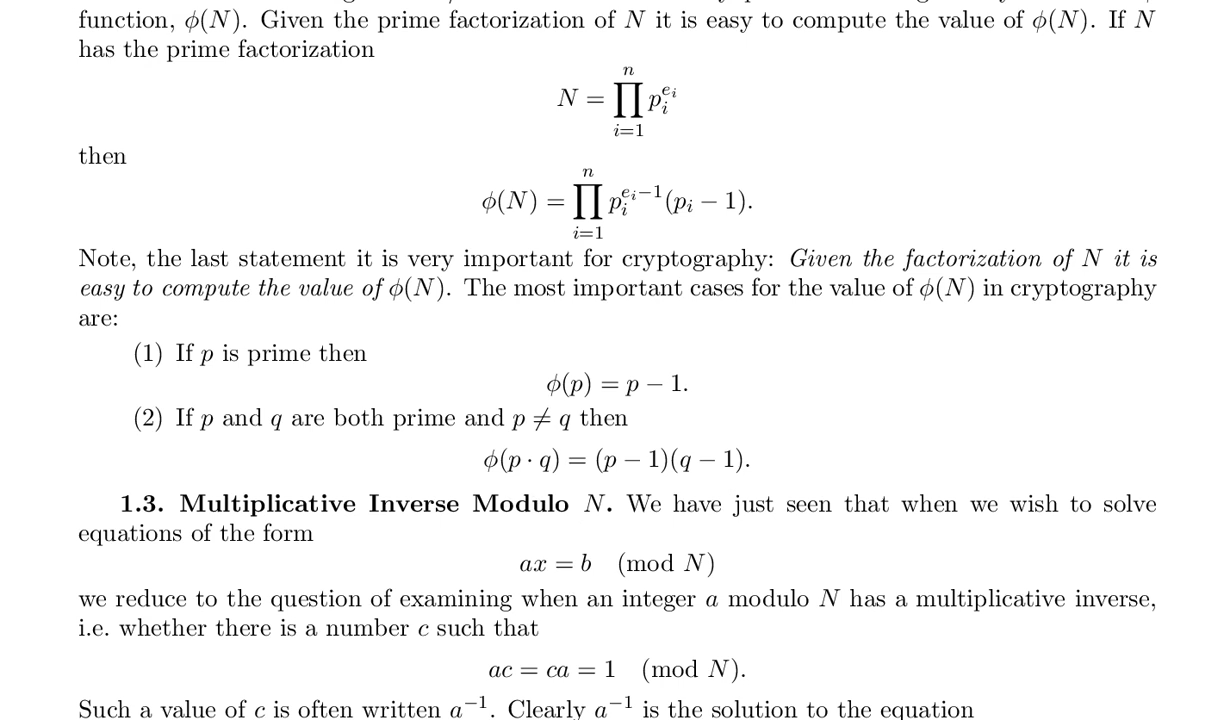 function, ϕ(N). Given the prime factorization of N it is easy to compute the value of ϕ(N). If N
has the prime factorization
N = ∏_{i=1}^{n} p_i^{e_i}
then
ϕ(N) = ∏_{i=1}^{n} p_i^{e_i−1}(p_i − 1).
Note, the last statement it is very important for cryptography: Given the factorization of N it is
easy to compute the value of ϕ(N). The most important cases for the value of ϕ(N) in cryptography
are:
(1) If p is prime then
ϕ(p) = p − 1.
(2) If p and q are both prime and p ≠ q then
ϕ(p · q) = (p − 1)(q − 1).
1.3. Multiplicative Inverse Modulo N. We have just seen that when we wish to solve
equations of the form
ax = b (mod N)
we reduce to the question of examining when an integer a modulo N has a multiplicative inverse,
i.e. whether there is a number c such that
ac = ca = 1 (mod N).
Such a value of c is often written a⁻¹. Clearly a⁻¹ is the solution to the equation